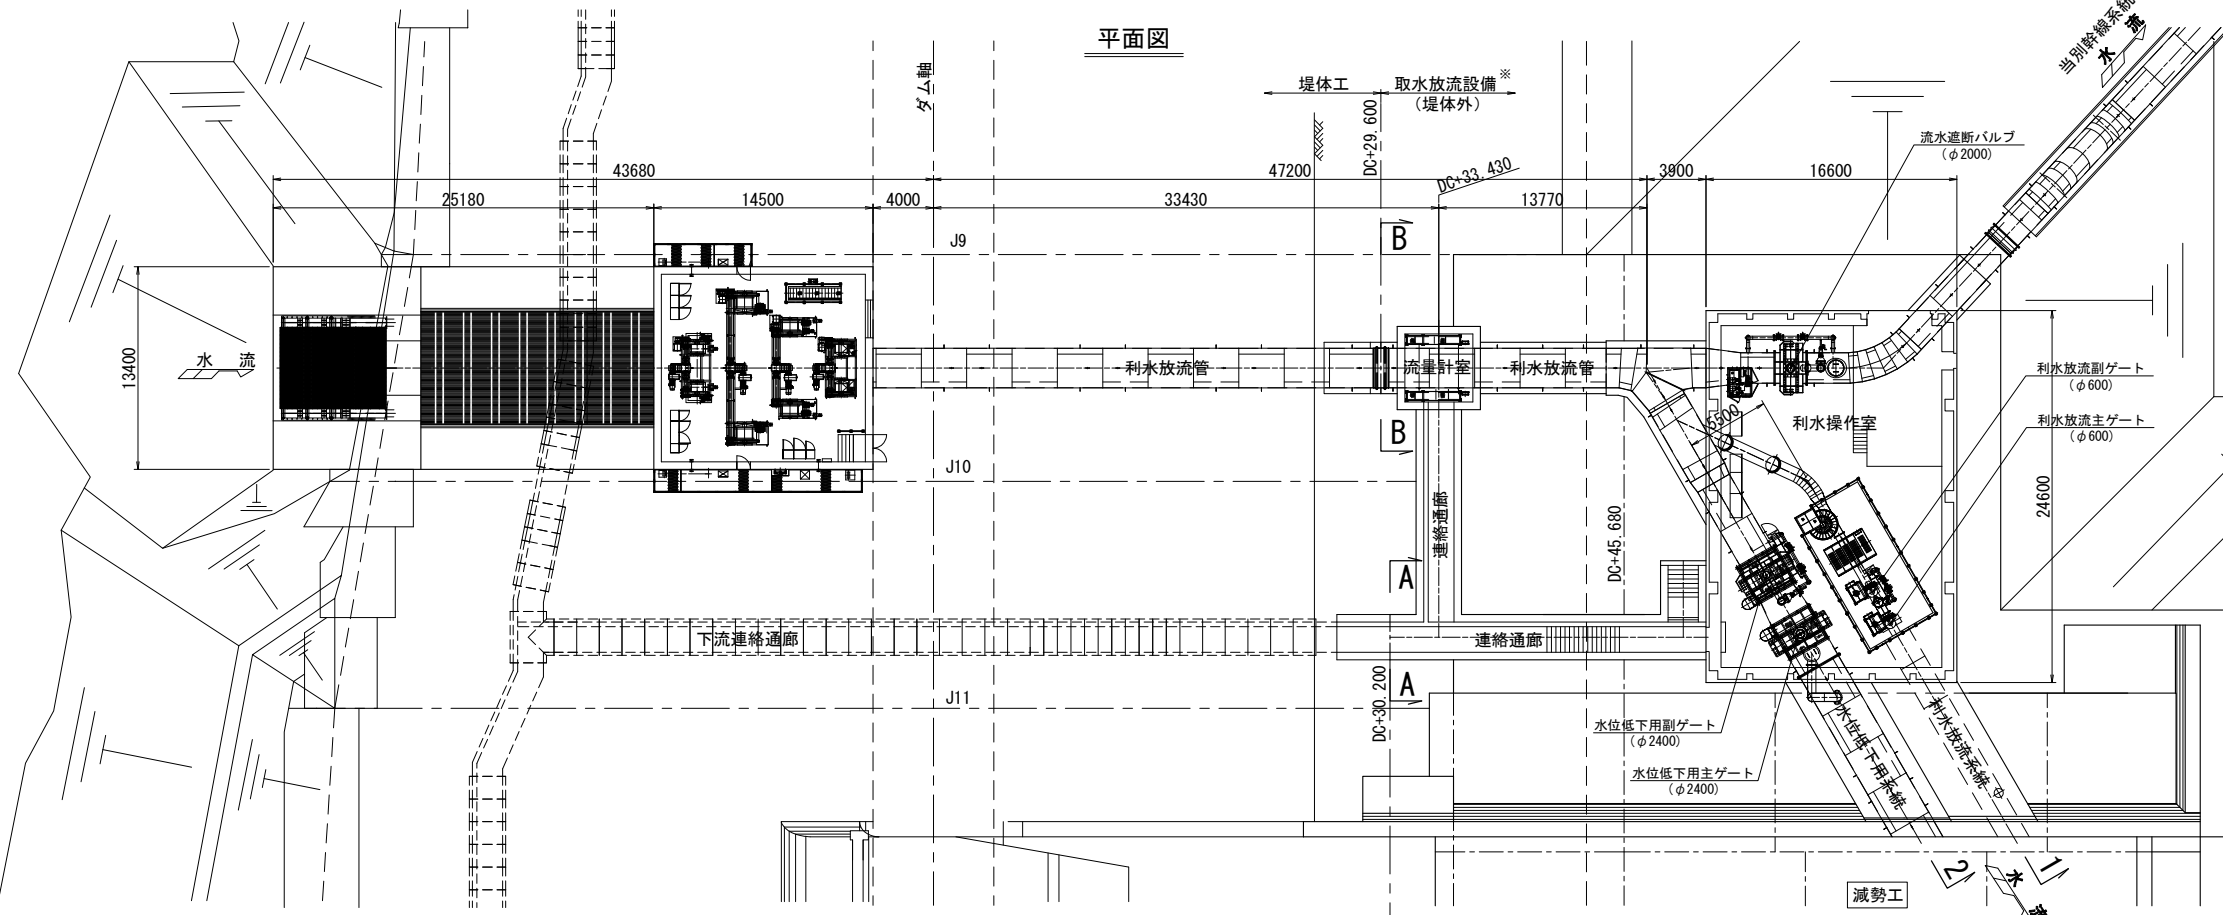 平面図
当別幹線系統
水 流
ダム軸
堤体工
取水放流設備※
(堤体外)
DC+29.600
流水遮断バルブ
(φ2000)
43680
47200
DC+33.430
3900
16600
25180
14500
4000
33430
13770
J9
B
13400
水 流
利水放流管
流量計室
利水放流管
利水放流副ゲート
(φ600)
5500
利水操作室
利水放流主ゲート
(φ600)
B
J10
連絡通廊
DC+45.680
24600
A
下流連絡通廊
連絡通廊
A
J11
DC+30.200
水位低下用副ゲート
(φ2400)
水位低下用主ゲート
(φ2400)
水位低下用系統
利水放流系統
2
1
水
減勢工